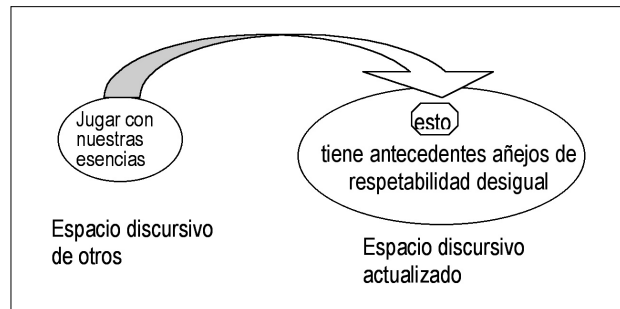 Jugar con
nuestras
esencias
esto
tiene antecedentes añejos de
respetabilidad desigual
Espacio discursivo
de otros
Espacio discursivo
actualizado